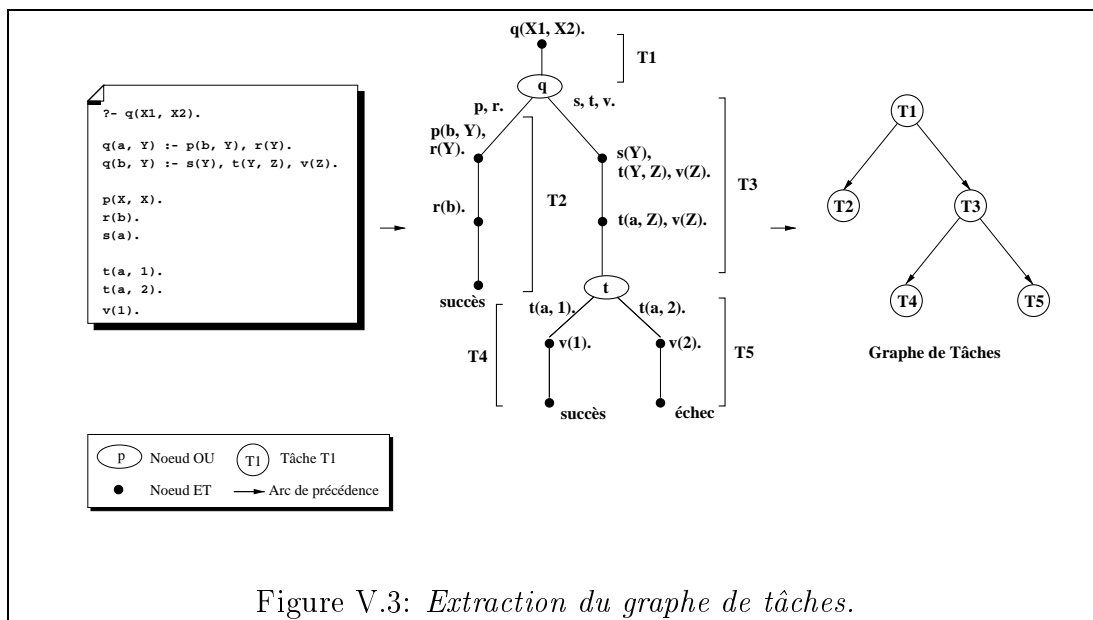 ?- q(X1, X2).
q(a, Y) :- p(b, Y), r(Y).
q(b, Y) :- s(Y), t(Y, Z), v(Z).
p(X, X).
r(b).
s(a).
t(a, 1).
t(a, 2).
v(1).
q(X1, X2).
T1
q
p, r.
s, t, v.
p(b, Y),
r(Y).
s(Y),
t(Y, Z), v(Z).
T2
T3
r(b).
t(a, Z), v(Z).
succès
t
t(a, 1).
t(a, 2).
T4
v(1).
v(2).
T5
succès
échec
T1
T2
T3
T4
T5
Graphe de Tâches
p
Noeud OU
T1
Tâche T1
Noeud ET
Arc de précédence
Figure V.3: Extraction du graphe de tâches.